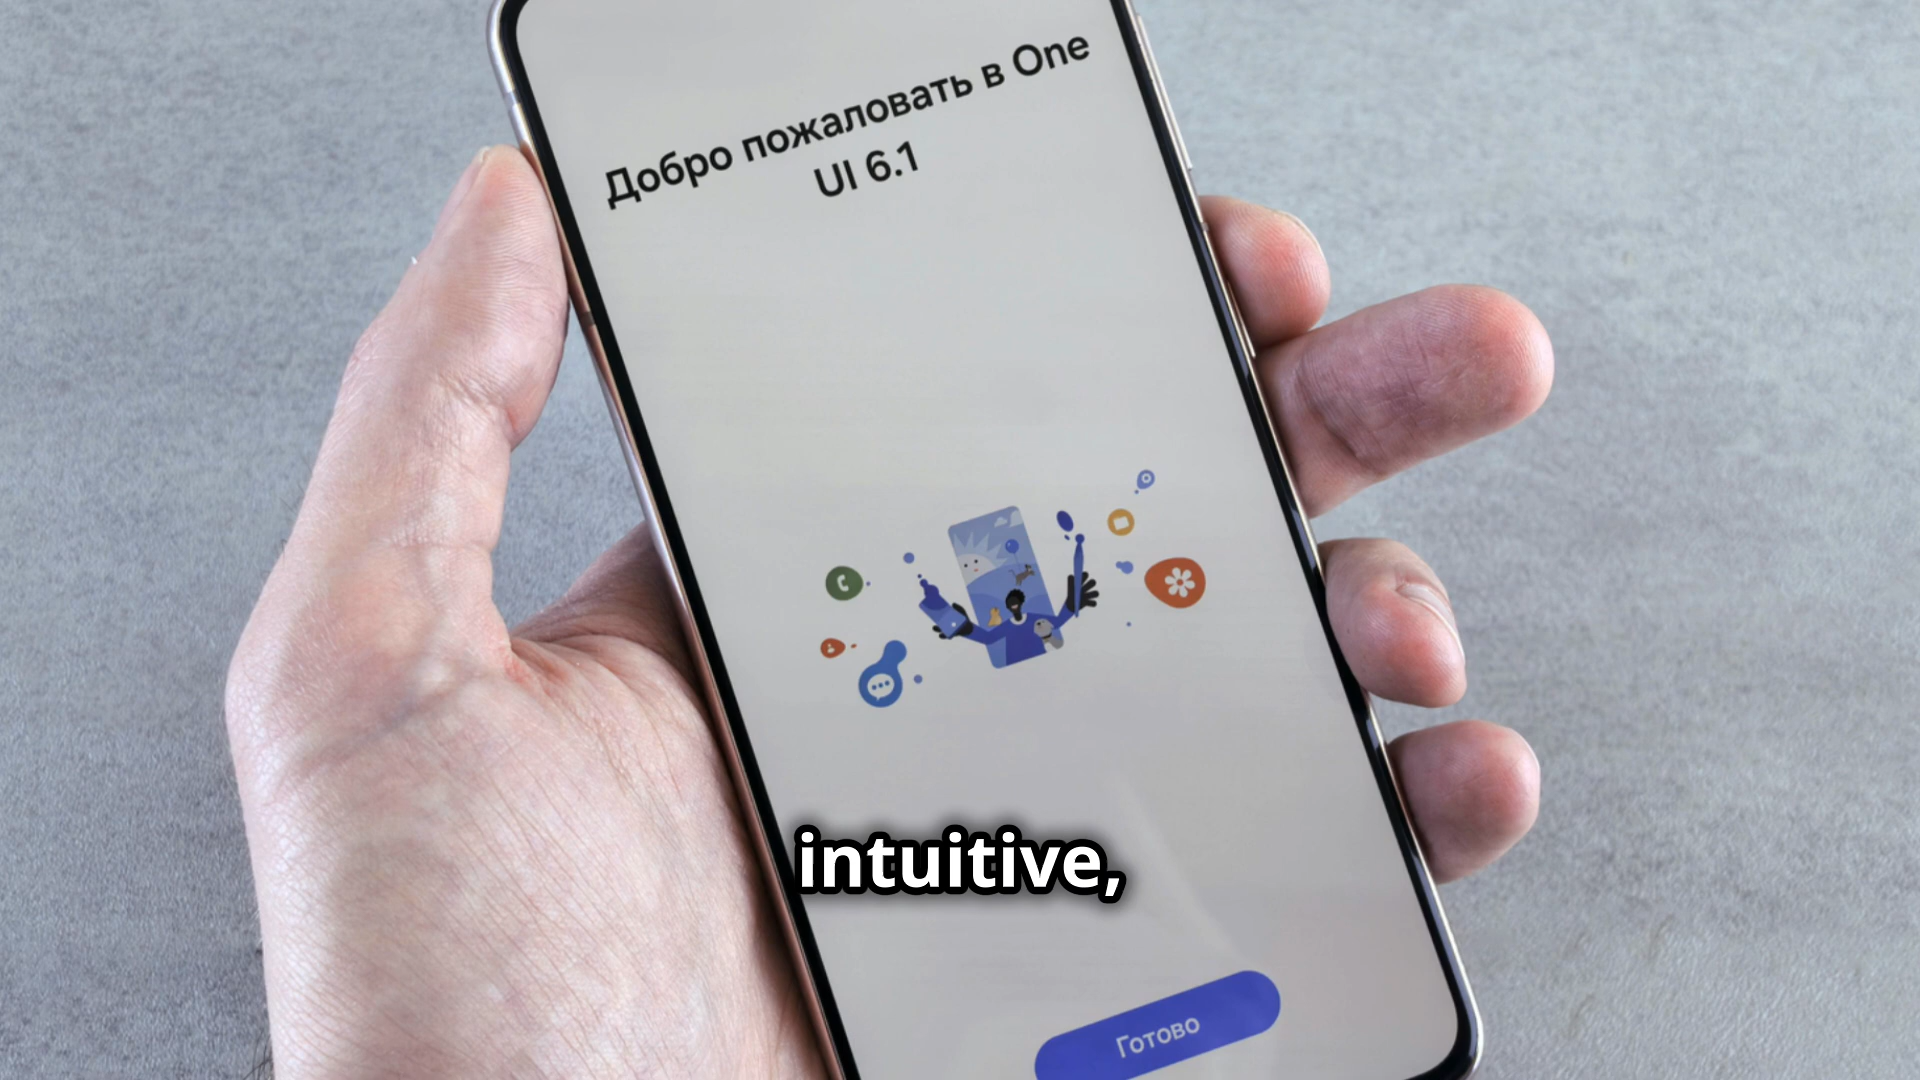 Добро пожаловать в One
UI 6.1
intuitive,
Готово